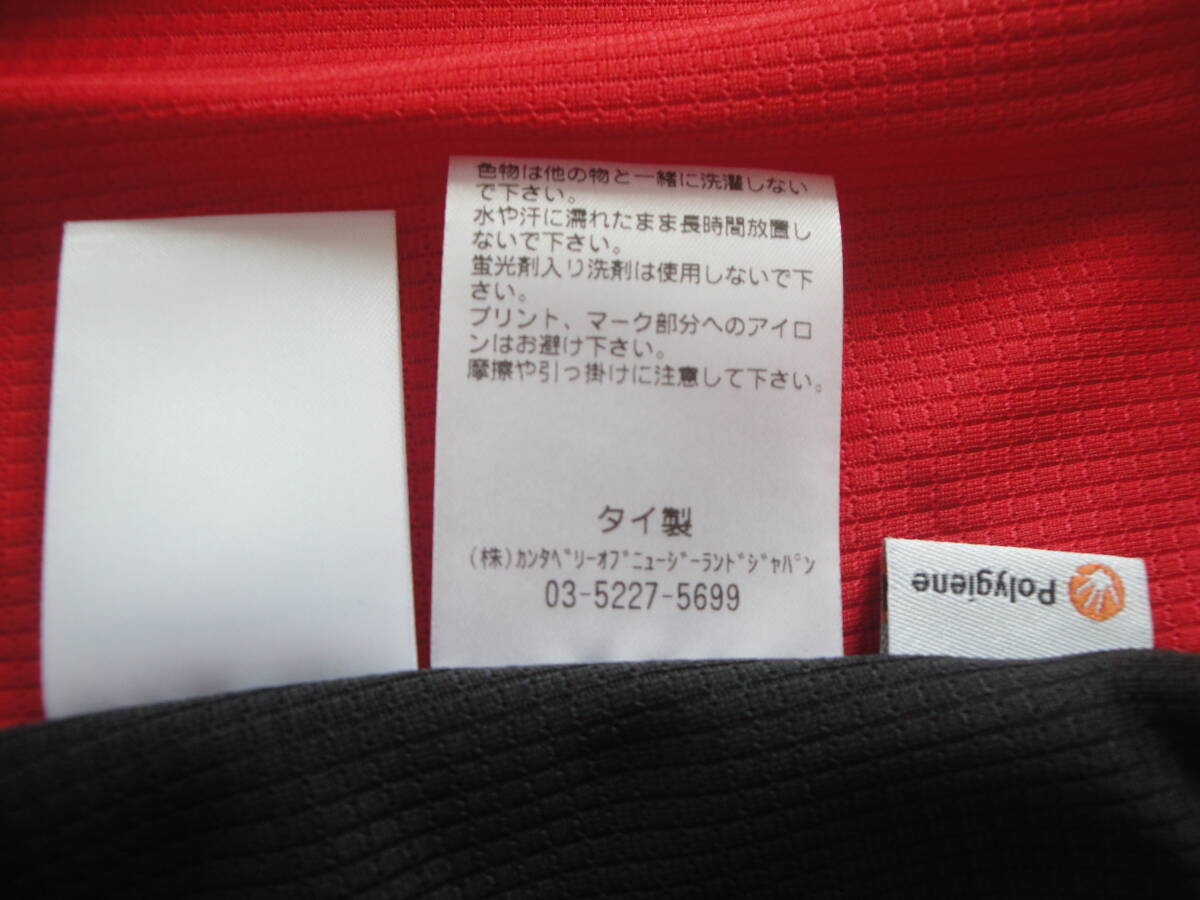 色物は他の物と一緒に洗濯しない
で下さい。
水や汗に濡れたまま長時間放置し
ないで下さい。
蛍光剤入り洗剤は使用しないで下
さい。
プリント、マーク部分へのアイロ
ンはお避け下さい。
摩擦や引っ掛けに注意して下さい。
タイ製
(株)ｶﾝﾀﾍﾞﾘｰｵﾌﾞﾆｭｰｼﾞｰﾗﾝﾄﾞｼﾞｬﾊﾟﾝ
03-5227-5699
Polygiene